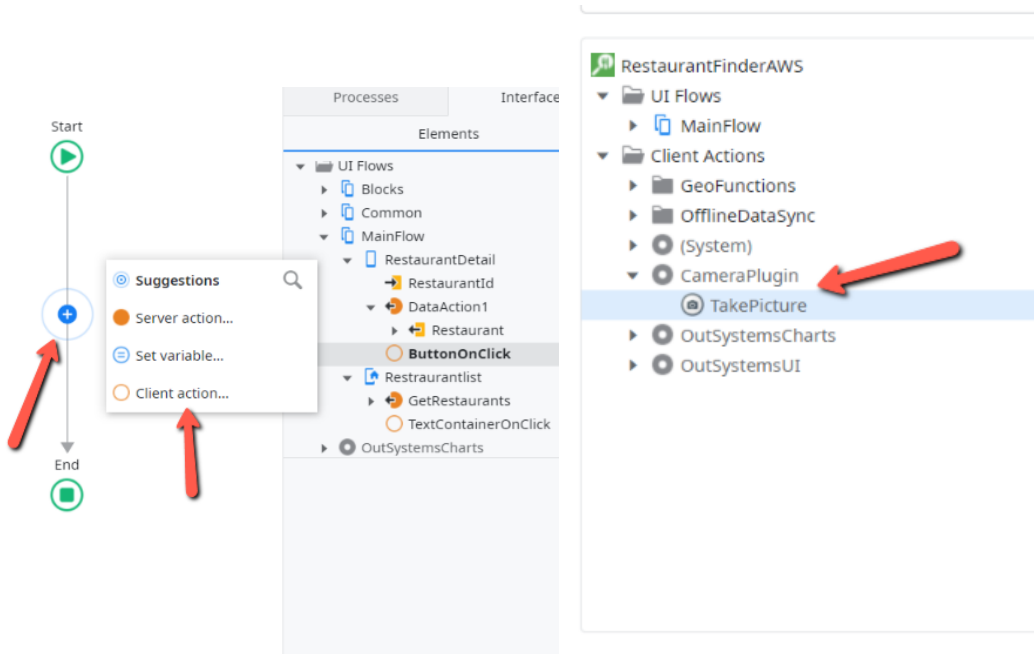 Start
Suggestions
Server action...
Set variable...
Client action...
End
Processes
Interface
Elements
UI Flows
Blocks
Common
MainFlow
RestaurantDetail
RestaurantId
DataAction1
Restaurant
ButtonOnClick
Restraurantlist
GetRestaurants
TextContainerOnClick
OutSystemsCharts
RestaurantFinderAWS
UI Flows
MainFlow
Client Actions
GeoFunctions
OfflineDataSync
(System)
CameraPlugin
TakePicture
OutSystemsCharts
OutSystemsUI